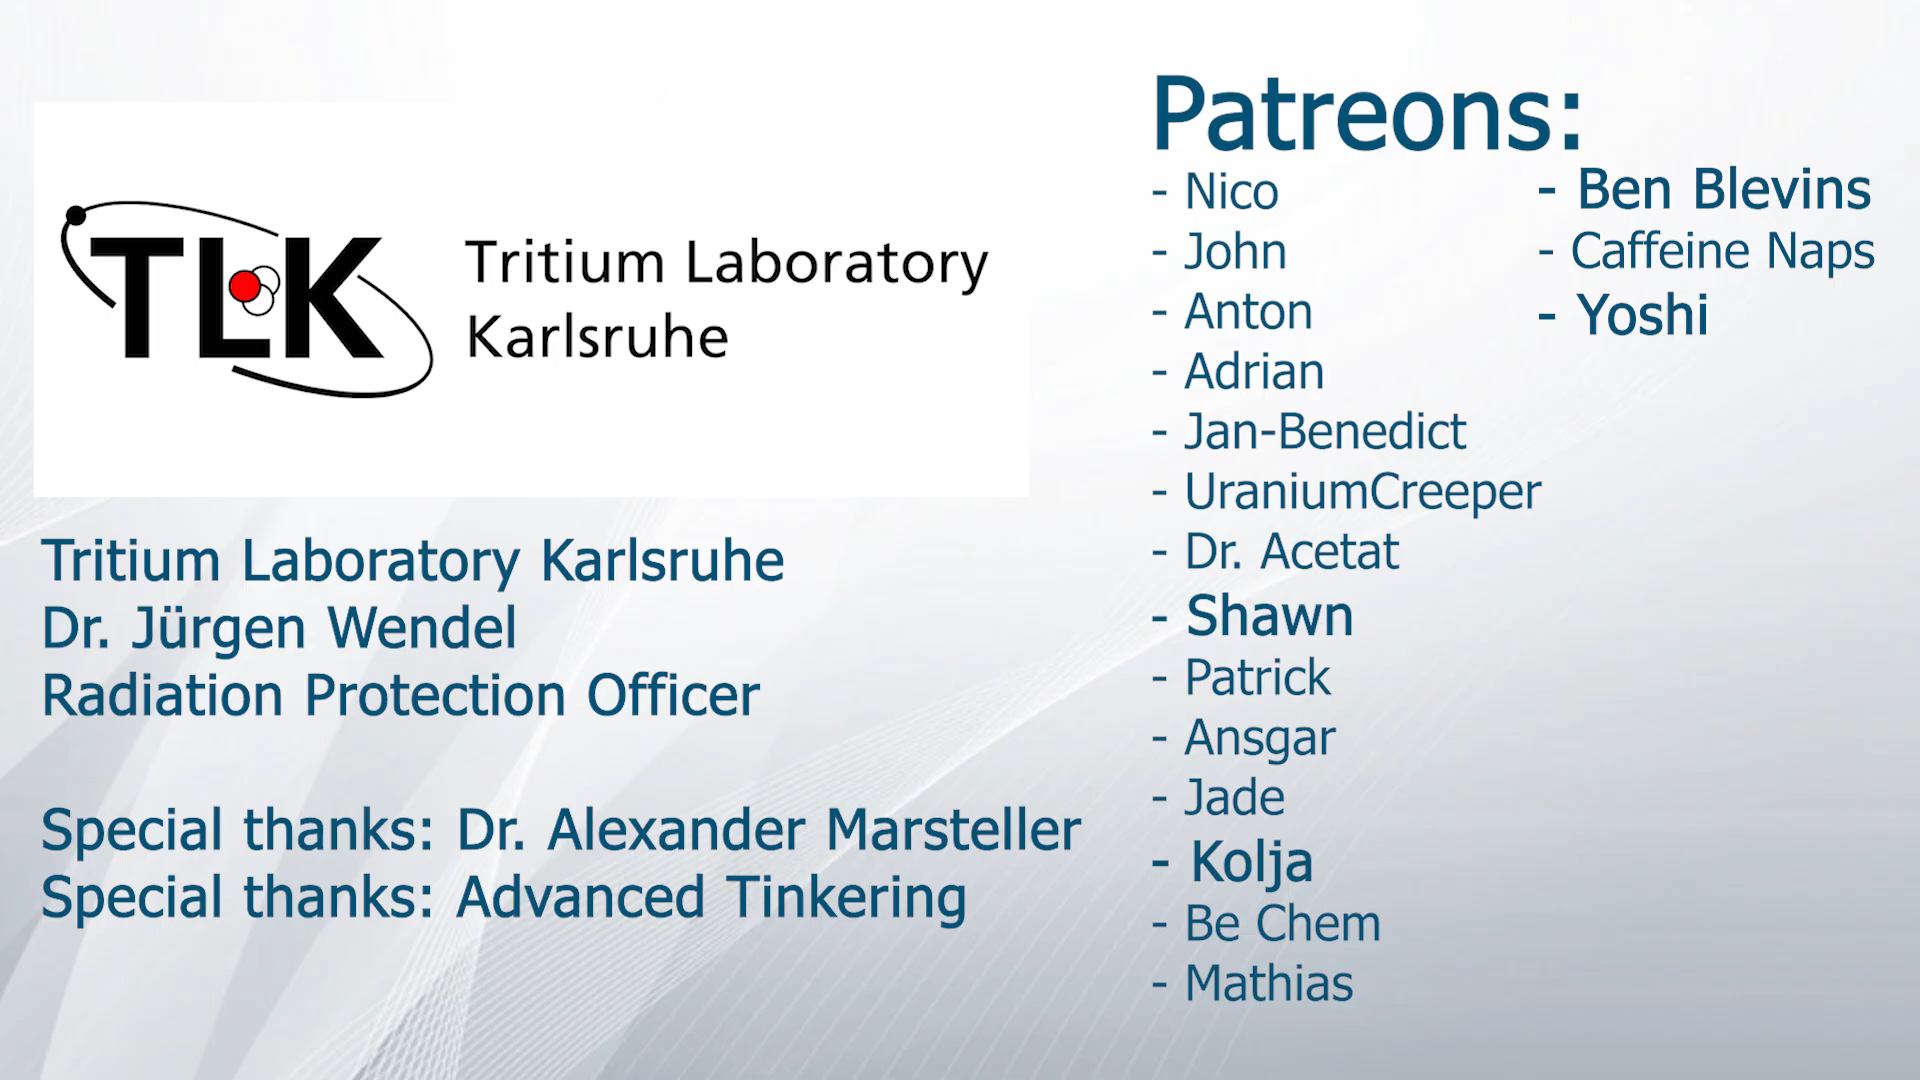 TLK
Tritium Laboratory
Karlsruhe
Tritium Laboratory Karlsruhe
Dr. Jürgen Wendel
Radiation Protection Officer
Special thanks: Dr. Alexander Marsteller
Special thanks: Advanced Tinkering
Patreons:
- Nico
- John
- Anton
- Adrian
- Jan-Benedict
- UraniumCreeper
- Dr. Acetat
- Shawn
- Patrick
- Ansgar
- Jade
- Kolja
- Be Chem
- Mathias
- Ben Blevins
- Caffeine Naps
- Yoshi